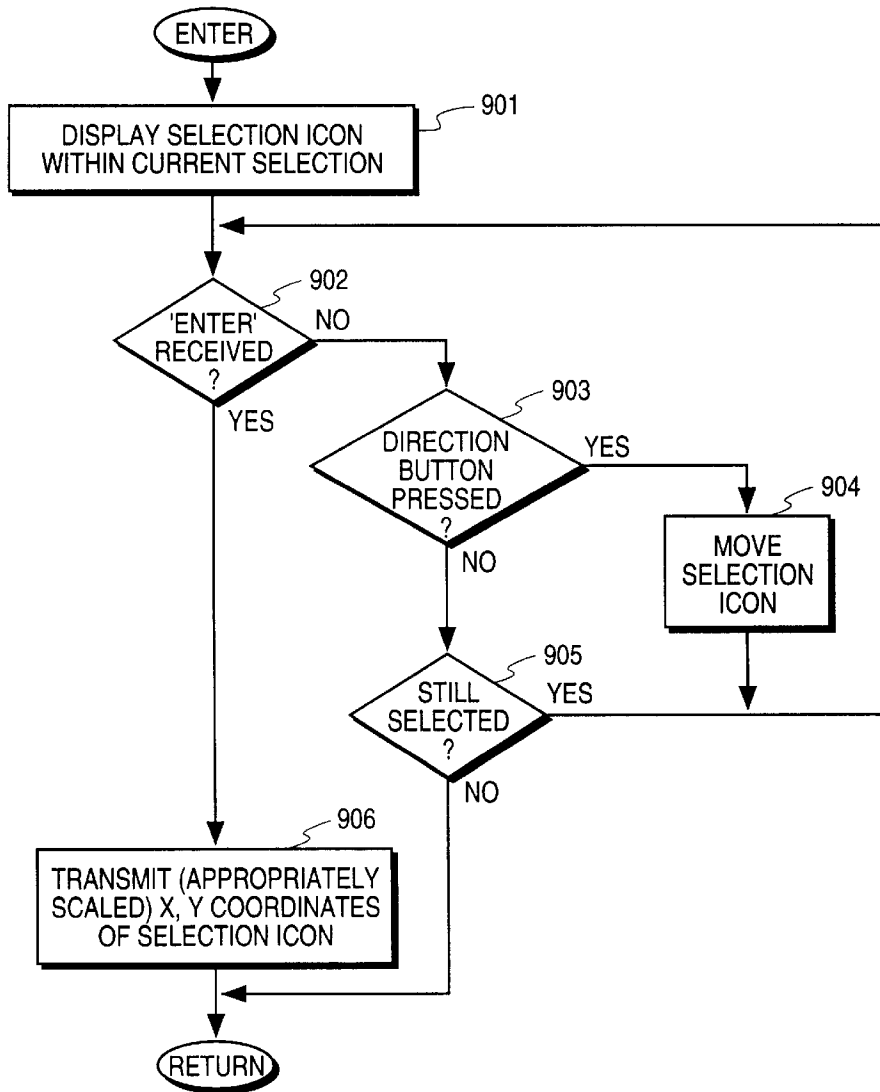 ENTER
901
DISPLAY SELECTION ICON
WITHIN CURRENT SELECTION
902
'ENTER'
RECEIVED
?
NO
YES
903
DIRECTION
BUTTON
PRESSED
?
YES
NO
904
MOVE
SELECTION
ICON
905
STILL
SELECTED
?
YES
NO
906
TRANSMIT (APPROPRIATELY
SCALED) X, Y COORDINATES
OF SELECTION ICON
RETURN